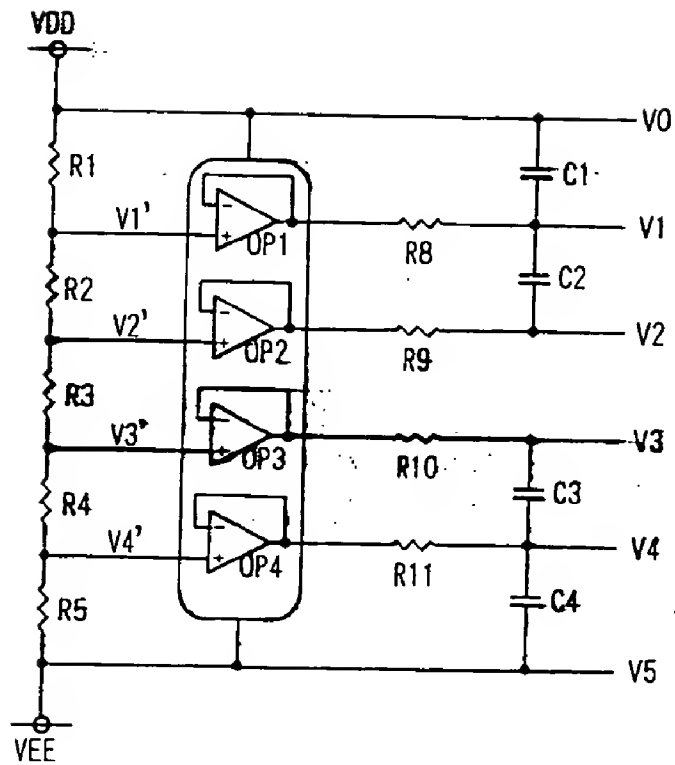 VDD
V0
R1
C1
V1'
- + OP1
R8
V1
R2
C2
V2'
- + OP2
R9
V2
R3
V3'
- + OP3
R10
V3
R4
C3
V4'
- + OP4
R11
V4
R5
C4
V5
VEE